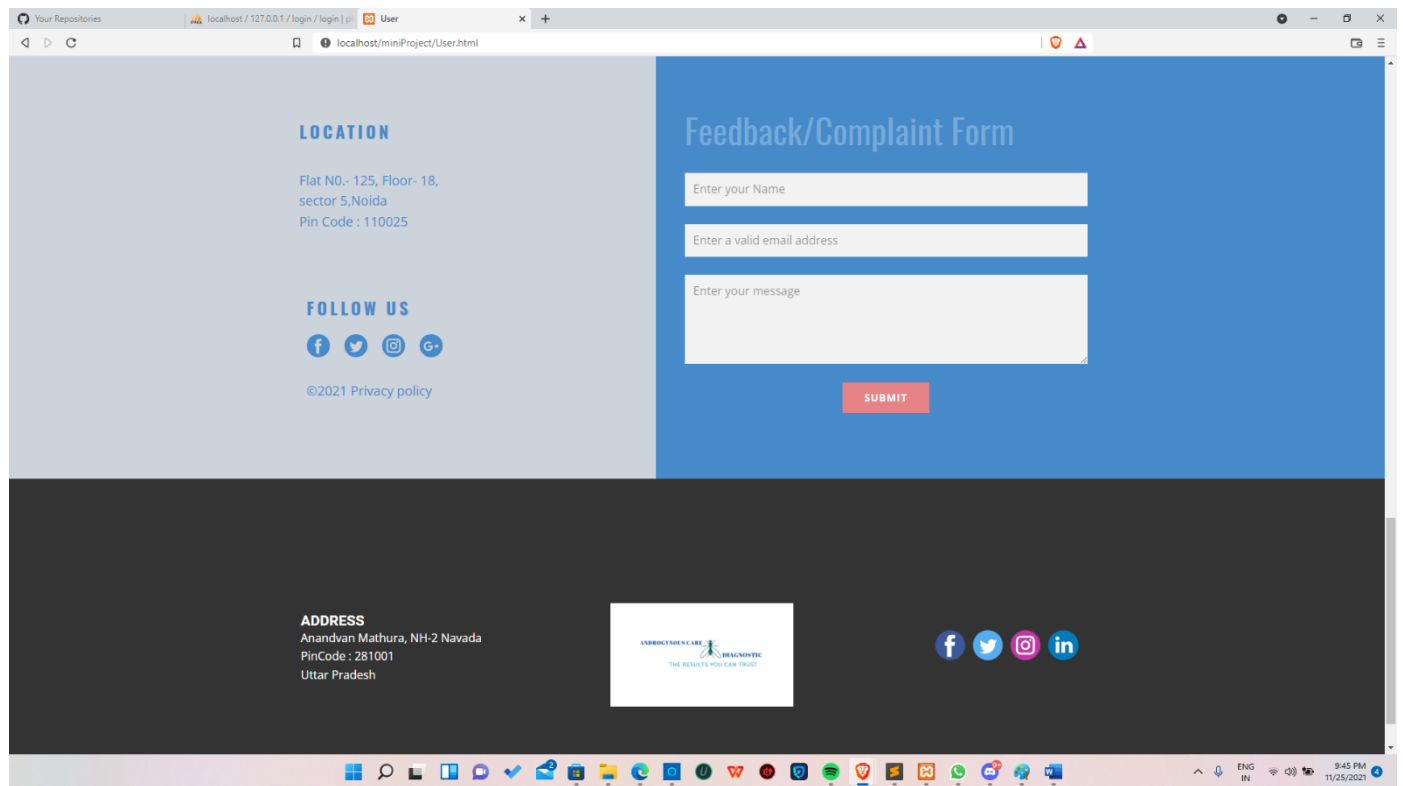 Your Repositories
localhost / 127.0.0.1 / login / login | ph
User
localhost/miniProject/User.html
LOCATION
Flat N0.- 125, Floor- 18,
sector 5,Noida
Pin Code : 110025
FOLLOW US
G+
©2021 Privacy policy
Feedback/Complaint Form
Enter your Name
Enter a valid email address
Enter your message
SUBMIT
ADDRESS
Anandvan Mathura, NH-2 Navada
PinCode : 281001
Uttar Pradesh
ANDROGYNOUS CARE
DIAGNOSTIC
THE RESULTS YOU CAN TRUST
in
ENG
IN
9:45 PM
11/25/2021
4